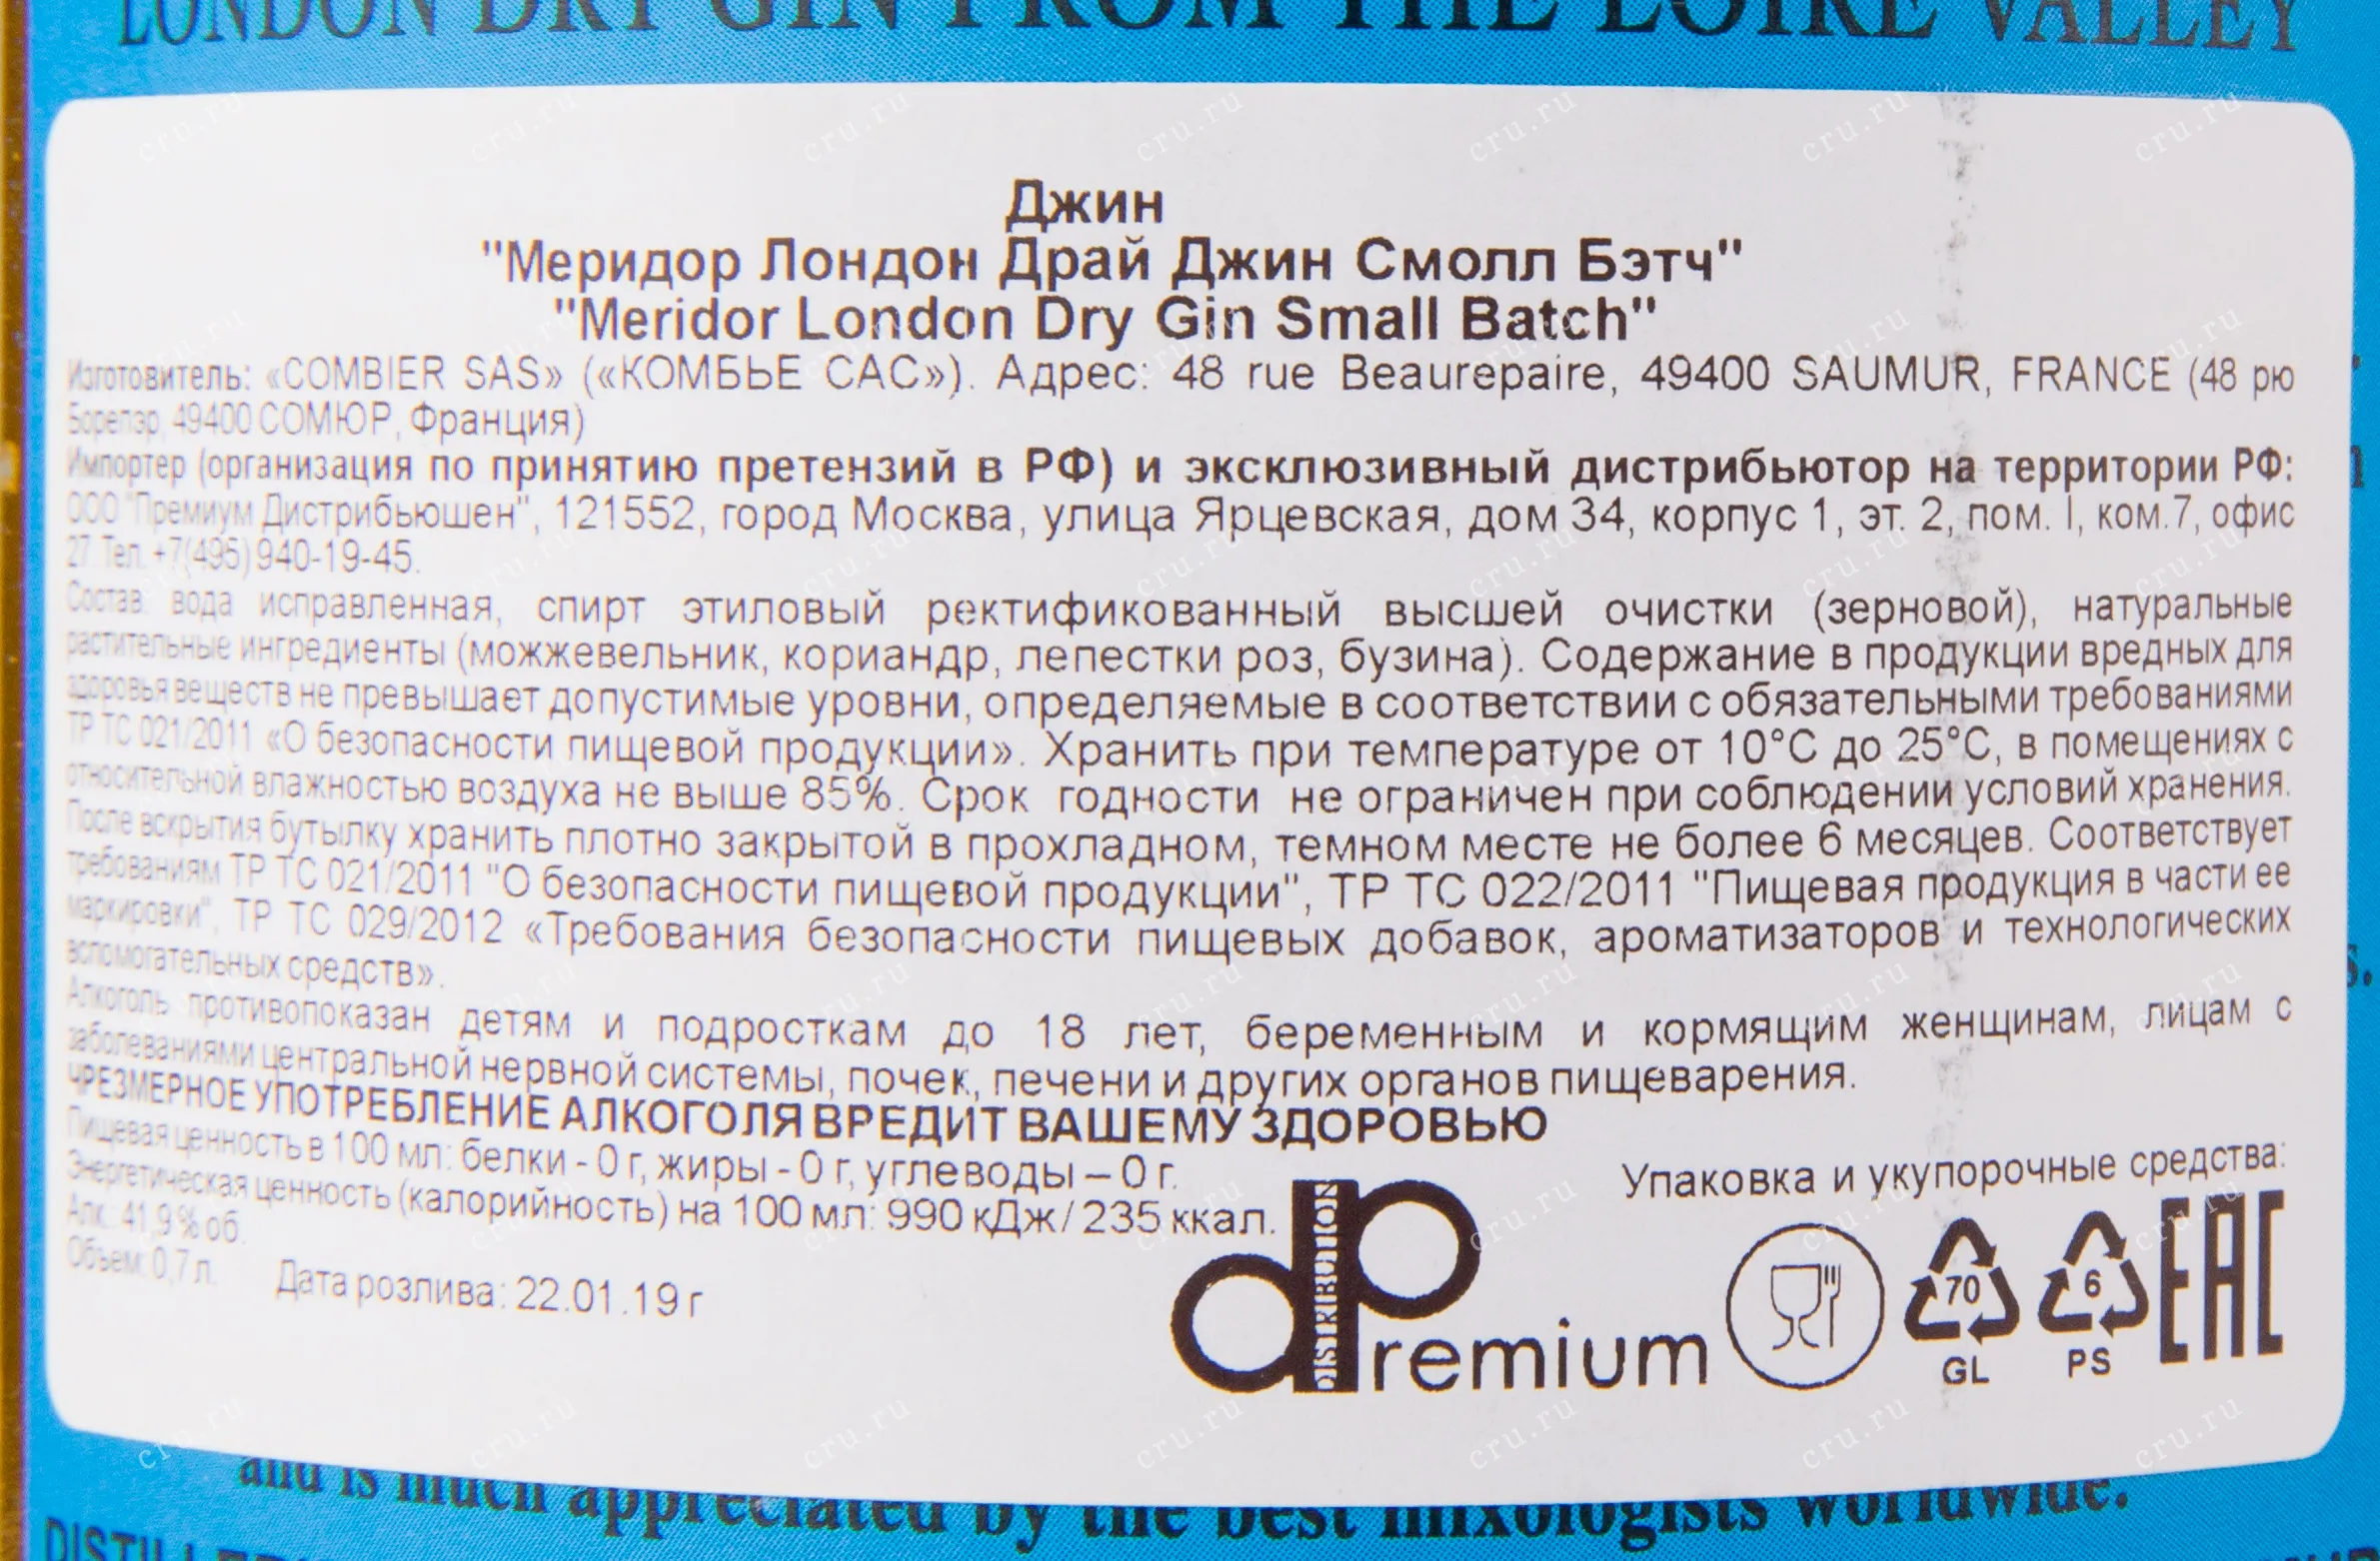 LONDON DRY GIN FROM THE LOIRE VALLEY
Джин
"Меридор Лондон Драй Джин Смолл Бэтч"
"Meridor London Dry Gin Small Batch"
Изготовитель: «COMBIER SAS» («КОМБЬЕ САС»). Адрес: 48 rue Beaurepaire, 49400 SAUMUR, FRANCE (48 рю
Борепэр, 49400 СОМЮР, Франция)
Импортер (организация по принятию претензий в РФ) и эксклюзивный дистрибьютор на территории РФ:
ООО "Премиум Дистрибьюшен", 121552, город Москва, улица Ярцевская, дом 34, корпус 1, эт. 2, пом. I, ком.7, офис
27. Тел. +7(495) 940-19-45.
Состав: вода исправленная, спирт этиловый ректификованный высшей очистки (зерновой), натуральные
растительные ингредиенты (можжевельник, кориандр, лепестки роз, бузина). Содержание в продукции вредных для
здоровья веществ не превышает допустимые уровни, определяемые в соответствии с обязательными требованиями
ТР ТС 021/2011 «О безопасности пищевой продукции». Хранить при температуре от 10°С до 25°С, в помещениях с
относительной влажностью воздуха не выше 85%. Срок годности не ограничен при соблюдении условий хранения.
После вскрытия бутылку хранить плотно закрытой в прохладном, темном месте не более 6 месяцев. Соответствует
требованиям ТР ТС 021/2011 "О безопасности пищевой продукции", ТР ТС 022/2011 "Пищевая продукция в части ее
маркировки", ТР ТС 029/2012 «Требования безопасности пищевых добавок, ароматизаторов и технологических
вспомогательных средств».
Алкоголь противопоказан детям и подросткам до 18 лет, беременным и кормящим женщинам, лицам с
заболеваниями центральной нервной системы, почек, печени и других органов пищеварения.
ЧРЕЗМЕРНОЕ УПОТРЕБЛЕНИЕ АЛКОГОЛЯ ВРЕДИТ ВАШЕМУ ЗДОРОВЬЮ
Пищевая ценность в 100 мл: белки - 0 г, жиры - 0 г, углеводы – 0 г.
Энергетическая ценность (калорийность) на 100 мл: 990 кДж / 235 ккал.
Алк.: 41,9 % об.
Объем: 0,7 л.
Дата розлива: 22.01.19 г
Упаковка и укупорочные средства:
dPremium
DISTRIBUTION
70
GL
6
PS
EAC
and is much appreciated by the best mixologists worldwide.
cru.ru